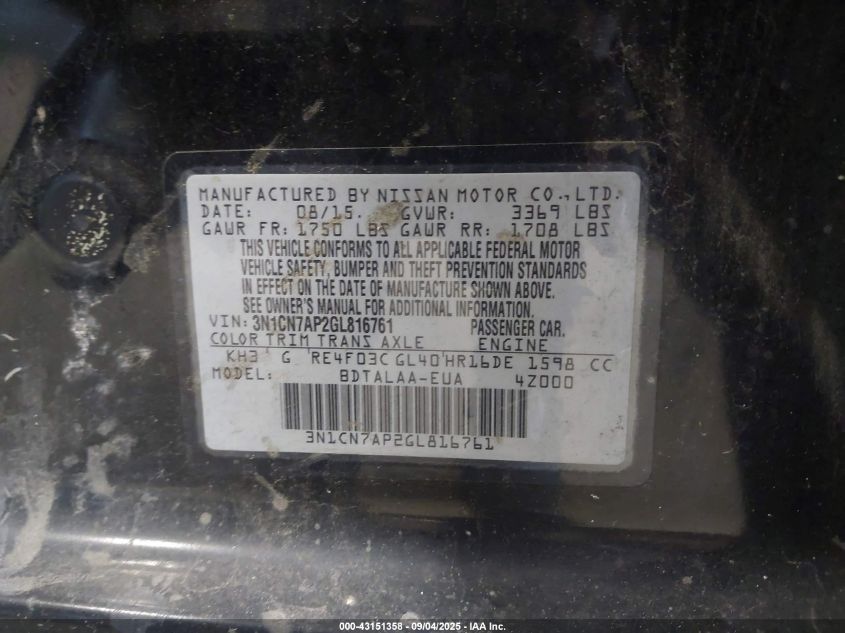 MANUFACTURED BY NISSAN MOTOR CO., LTD.
DATE: 08/15. GVWR: 3369 LBS
GAWR FR: 1750 LBS GAWR RR: 1708 LBS
THIS VEHICLE CONFORMS TO ALL APPLICABLE FEDERAL MOTOR
VEHICLE SAFETY, BUMPER AND THEFT PREVENTION STANDARDS
IN EFFECT ON THE DATE OF MANUFACTURE SHOWN ABOVE.
SEE OWNER'S MANUAL FOR ADDITIONAL INFORMATION.
VIN: 3N1CN7AP2GL816761 PASSENGER CAR.
COLOR TRIM TRANS AXLE ENGINE
KH3 G RE4F03C GL40 HR16DE 1598 CC
MODEL: BDTALAA-EUA 4Z000
3N1CN7AP2GL816761
000-43151358 - 09/04/2025 - IAA Inc.